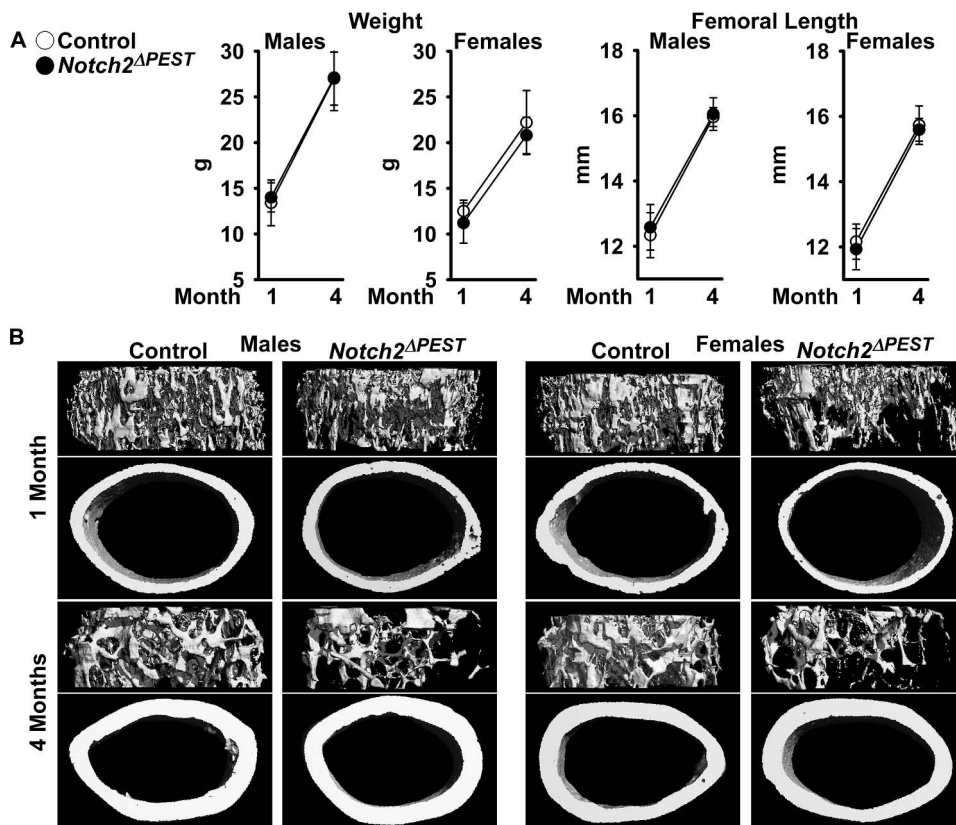 A
Control
Notch2ΔPEST
Weight
Femoral Length
Males
Females
Males
Females
30
25
20
15
10
5
g
30
25
20
15
10
5
g
18
16
14
12
mm
18
16
14
12
mm
Month 1 4
Month 1 4
Month 1 4
Month 1 4
B
Males
Females
Control
Notch2ΔPEST
Control
Notch2ΔPEST
1 Month
4 Months